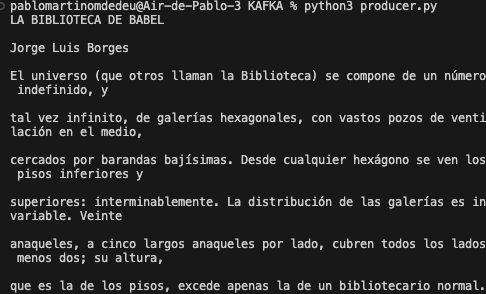 pablomartinomdedeu@Air-de-Pablo-3 KAFKA % python3 producer.py
LA BIBLIOTECA DE BABEL
Jorge Luis Borges
El universo (que otros llaman la Biblioteca) se compone de un número
indefinido, y
tal vez infinito, de galerías hexagonales, con vastos pozos de venti
lación en el medio,
cercados por barandas bajísimas. Desde cualquier hexágono se ven los
pisos inferiores y
superiores: interminablemente. La distribución de las galerías es in
variable. Veinte
anaqueles, a cinco largos anaqueles por lado, cubren todos los lados
menos dos; su altura,
que es la de los pisos, excede apenas la de un bibliotecario normal.